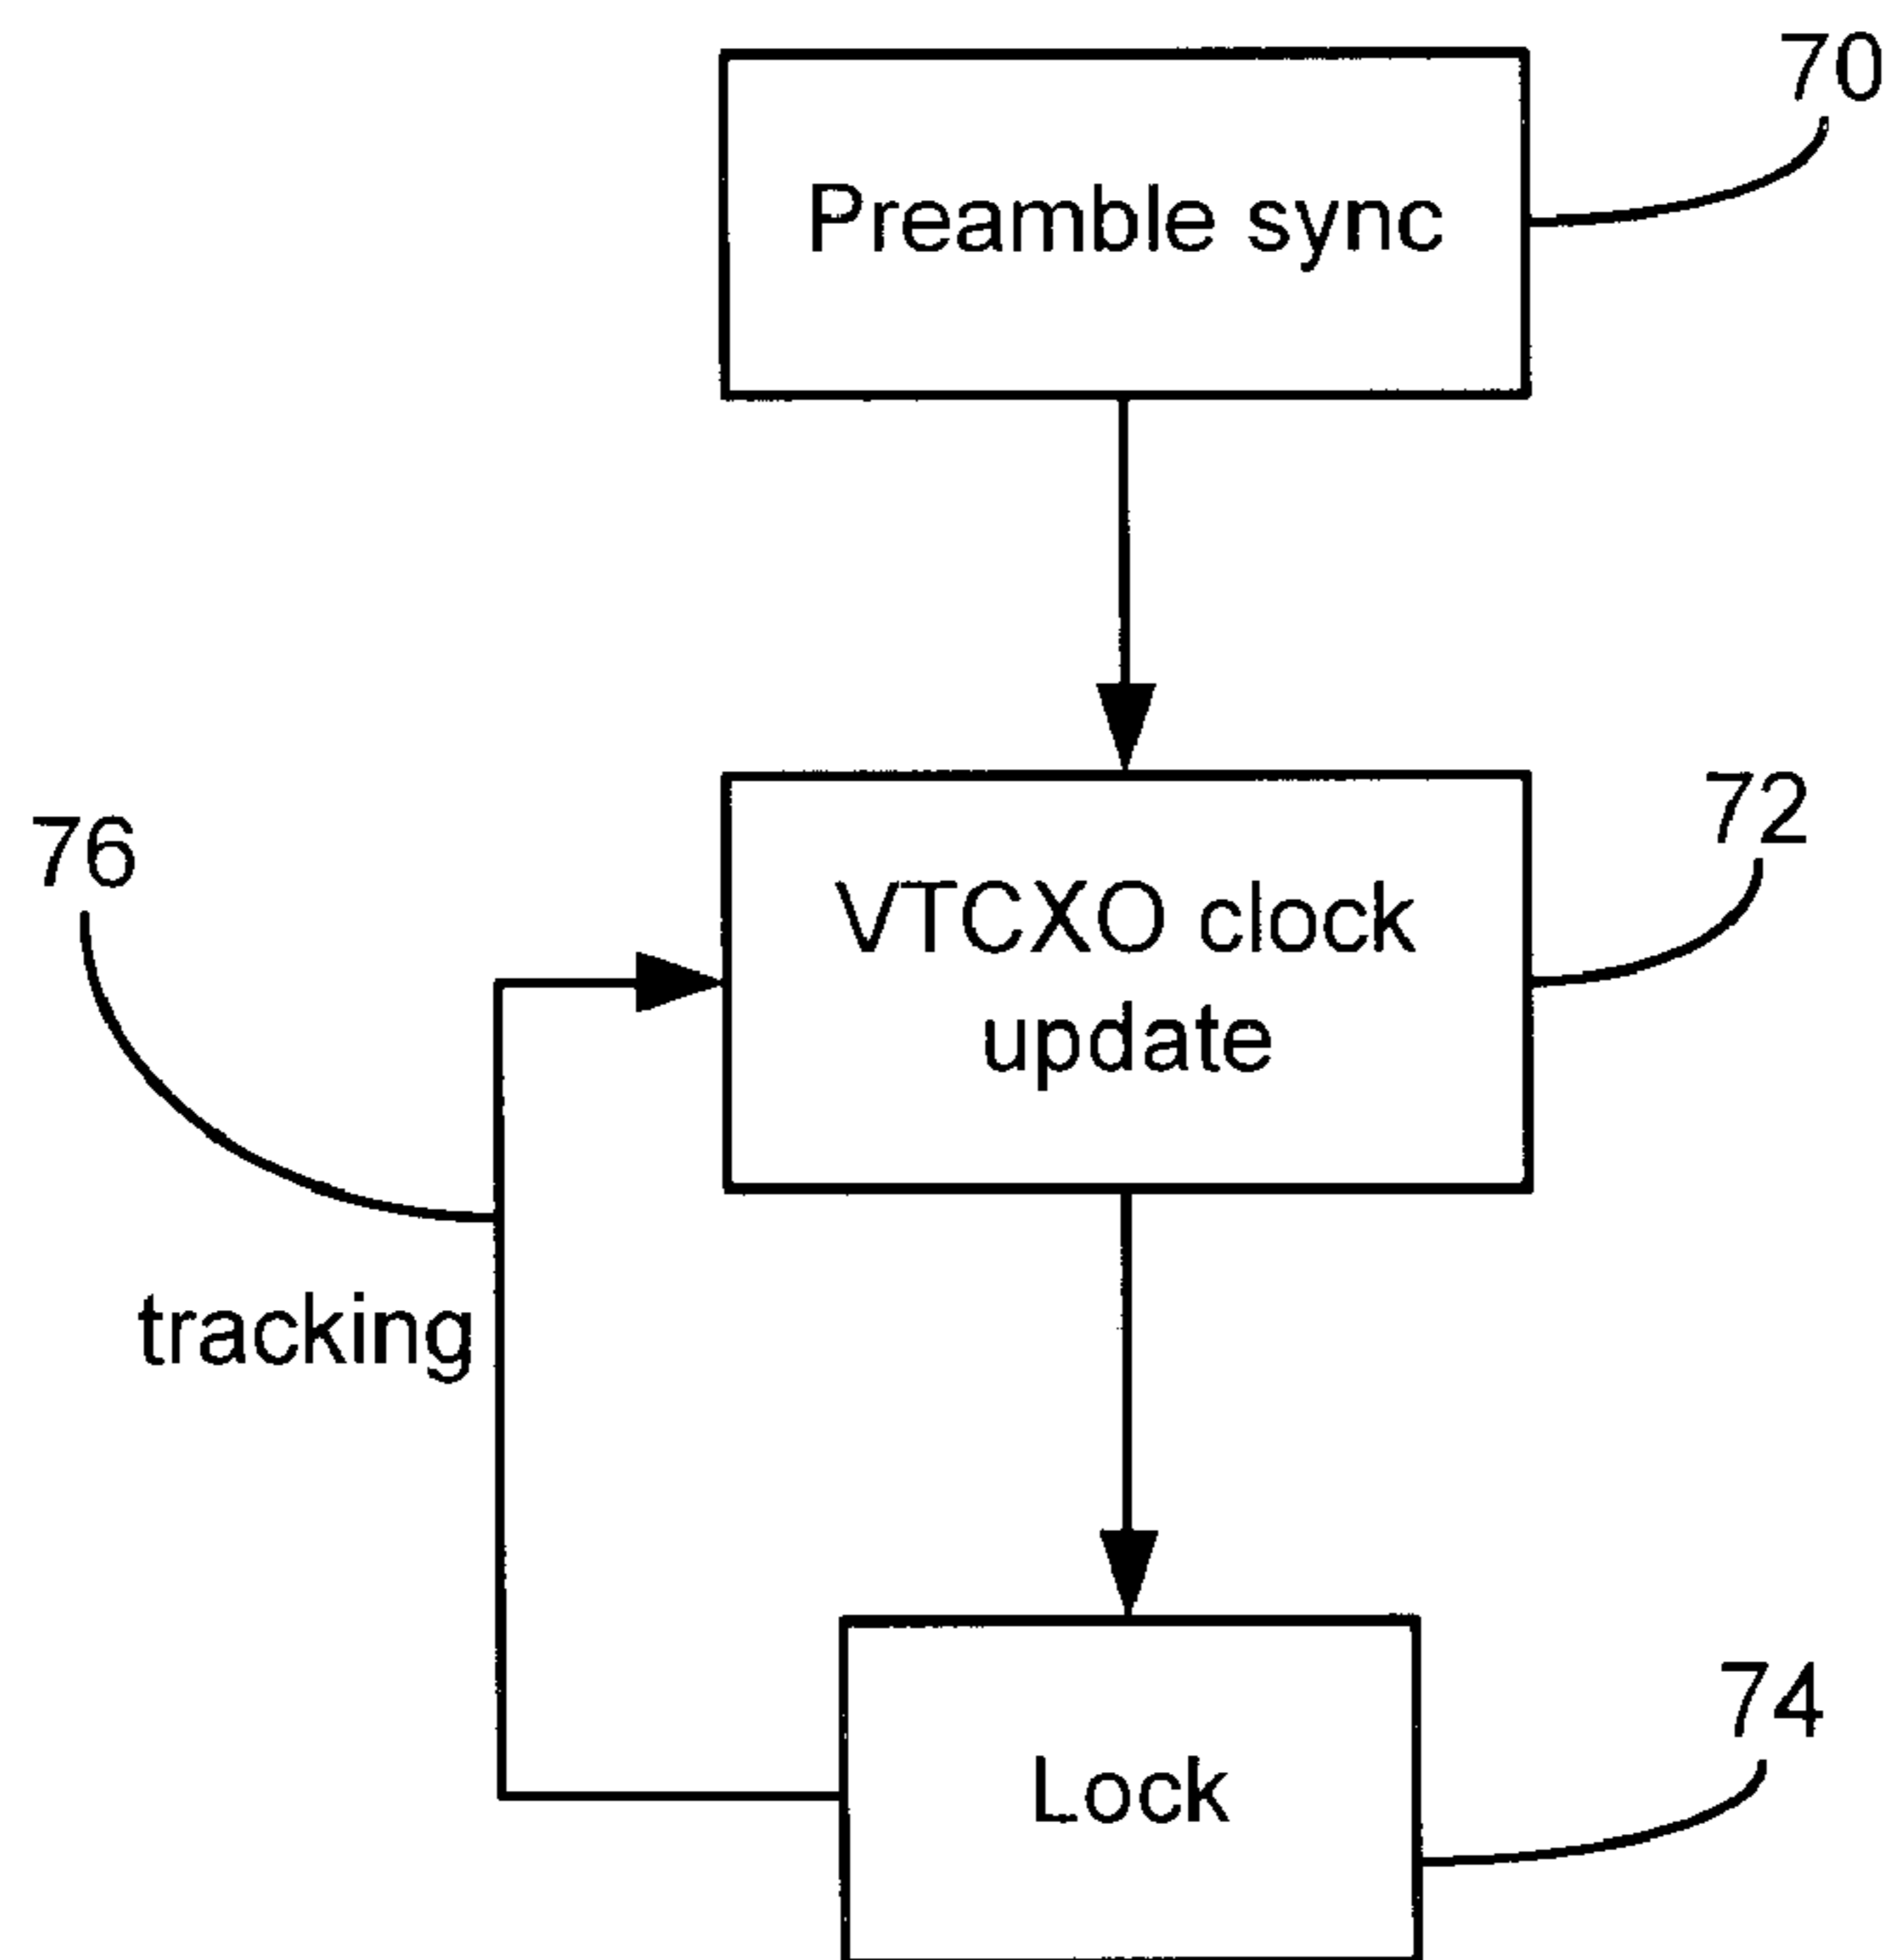 70
Preamble sync
72
76
VTCXO clock
update
tracking
74
Lock